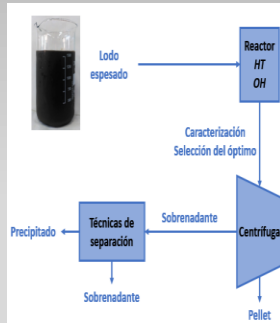 Lodo
espesado
Reactor
HT
OH
Caracterización
Selección del óptimo
Técnicas de
separación
Sobrenadante
Centrífuga
Precipitado
Sobrenadante
Pellet